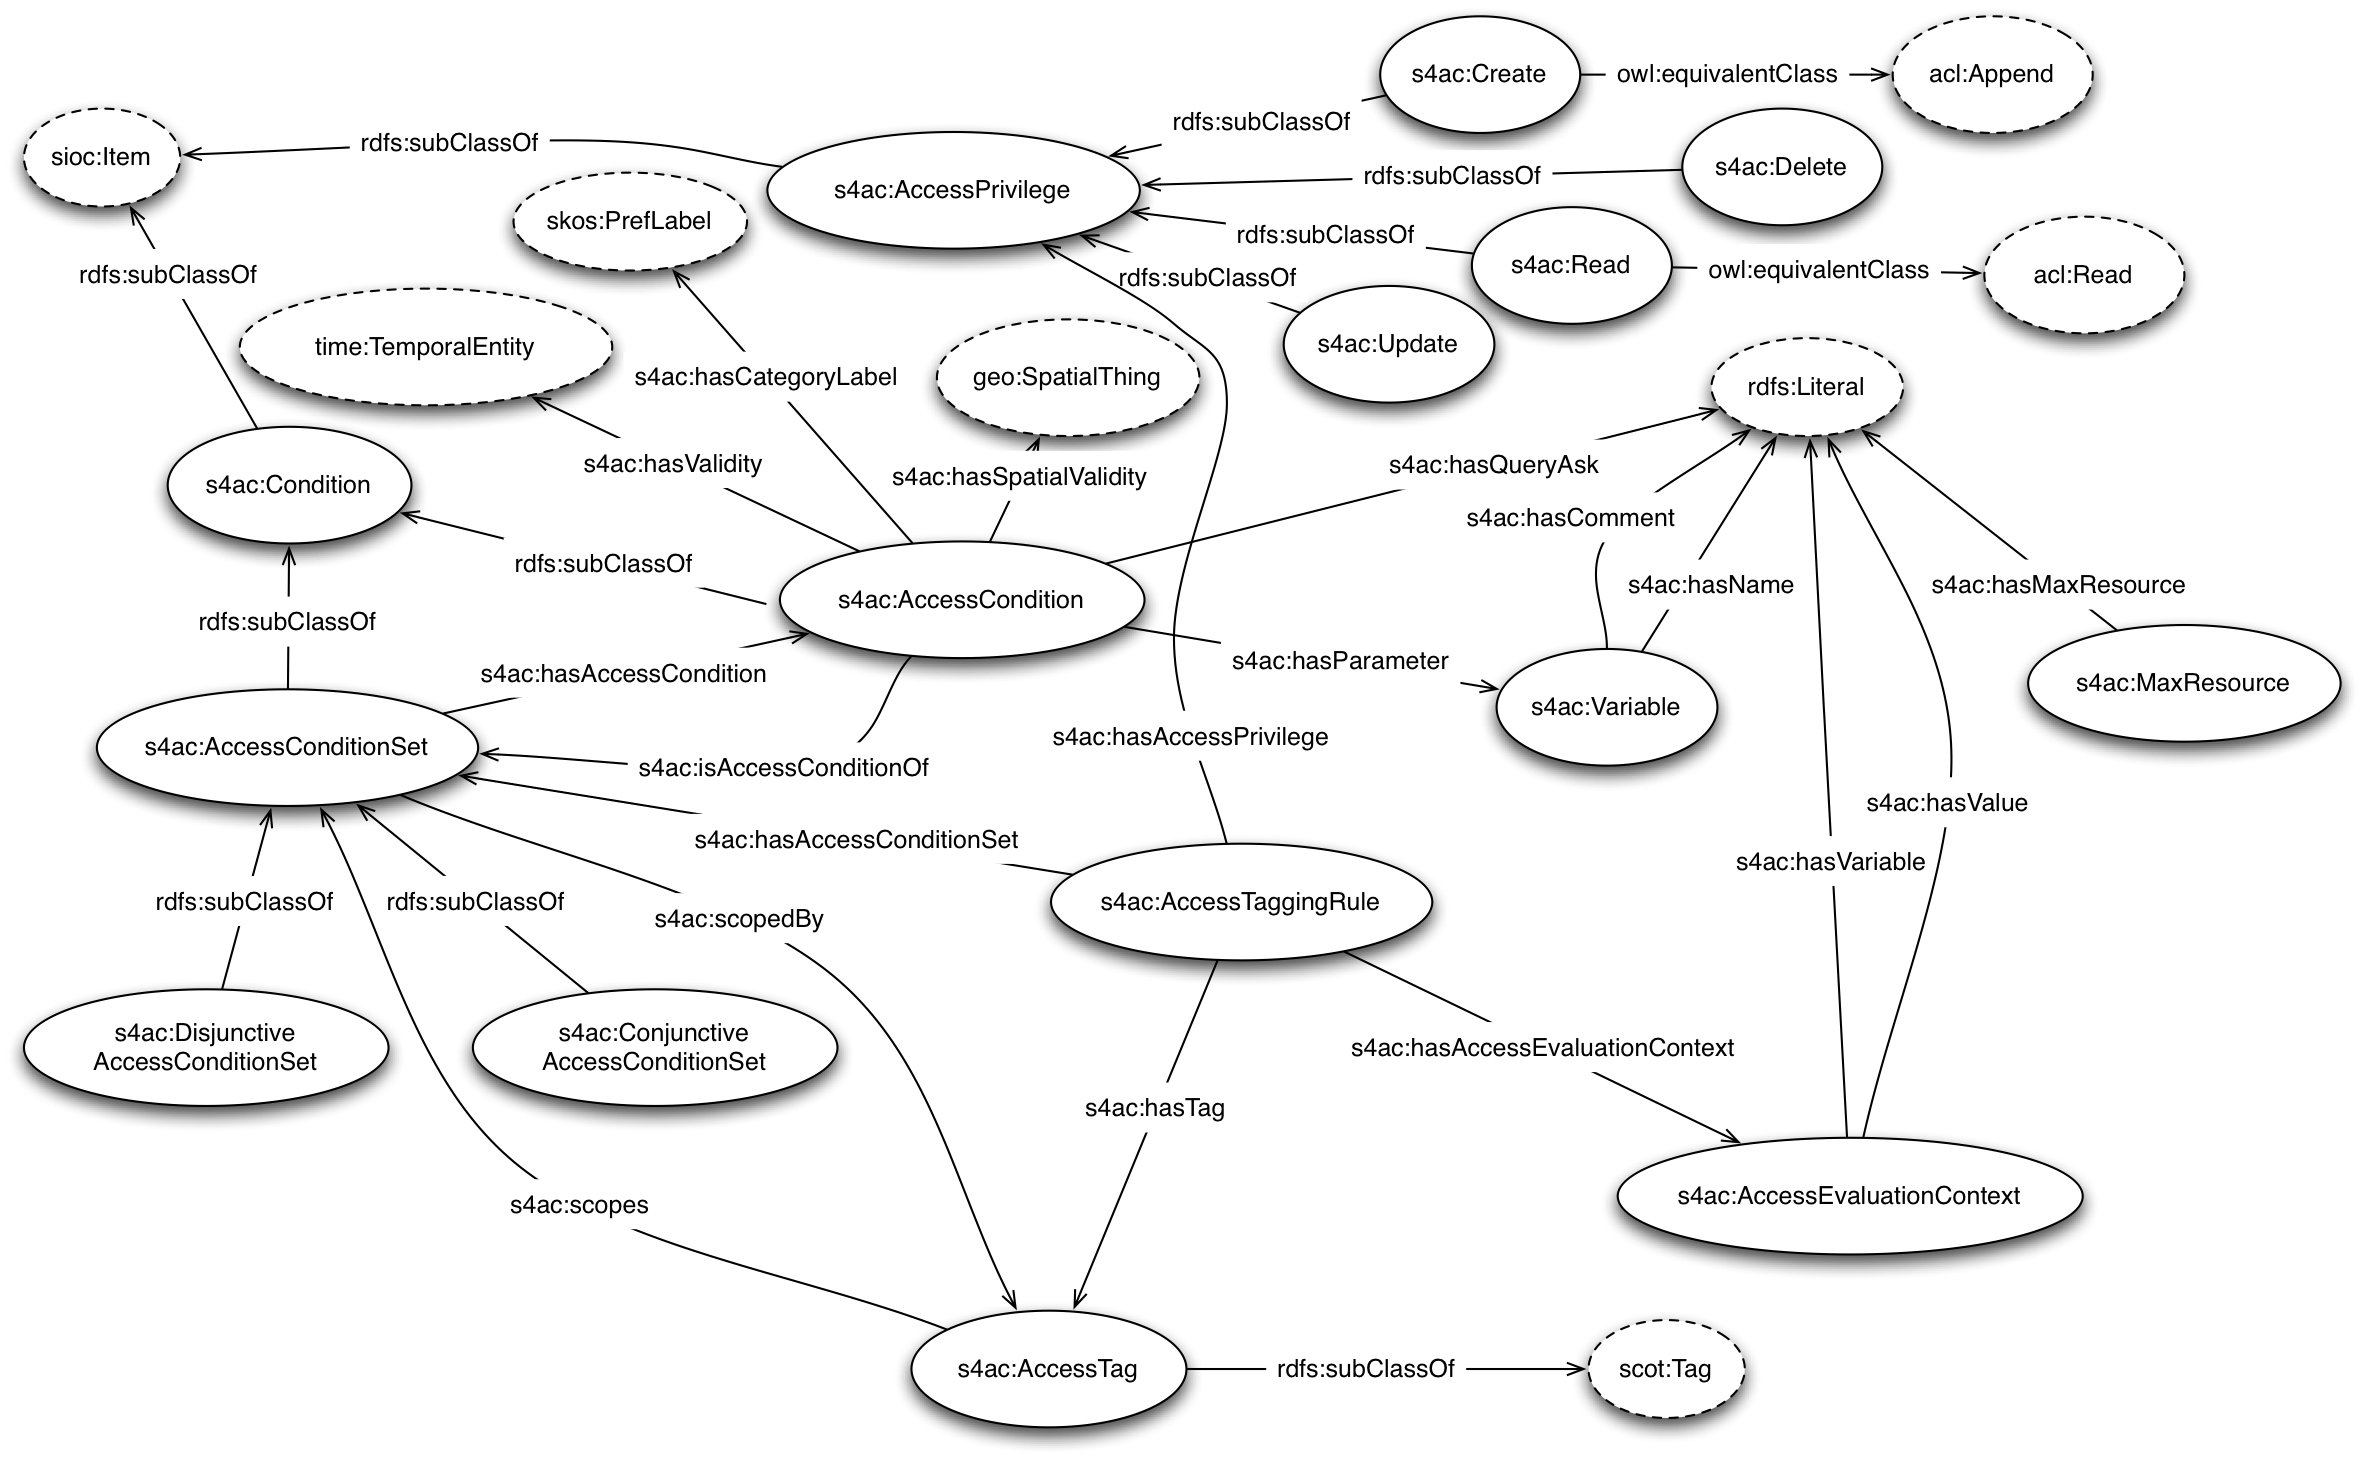 s4ac:Create
owl:equivalentClass
acl:Append
rdfs:subClassOf
rdfs:subClassOf
sioc:Item
s4ac:Delete
rdfs:subClassOf
s4ac:AccessPrivilege
skos:PrefLabel
rdfs:subClassOf
s4ac:Read
owl:equivalentClass
acl:Read
rdfs:subClassOf
rdfs:subClassOf
s4ac:Update
time:TemporalEntity
s4ac:hasCategoryLabel
geo:SpatialThing
rdfs:Literal
s4ac:hasValidity
s4ac:hasSpatialValidity
s4ac:hasQueryAsk
s4ac:Condition
s4ac:hasComment
rdfs:subClassOf
s4ac:hasName
s4ac:hasMaxResource
s4ac:AccessCondition
rdfs:subClassOf
s4ac:hasAccessCondition
s4ac:hasParameter
s4ac:MaxResource
s4ac:Variable
s4ac:AccessConditionSet
s4ac:hasAccessPrivilege
s4ac:isAccessConditionOf
s4ac:hasValue
s4ac:hasAccessConditionSet
s4ac:hasVariable
rdfs:subClassOf
rdfs:subClassOf
s4ac:scopedBy
s4ac:AccessTaggingRule
s4ac:Disjunctive
AccessConditionSet
s4ac:Conjunctive
AccessConditionSet
s4ac:hasAccessEvaluationContext
s4ac:hasTag
s4ac:scopes
s4ac:AccessEvaluationContext
s4ac:AccessTag
rdfs:subClassOf
scot:Tag